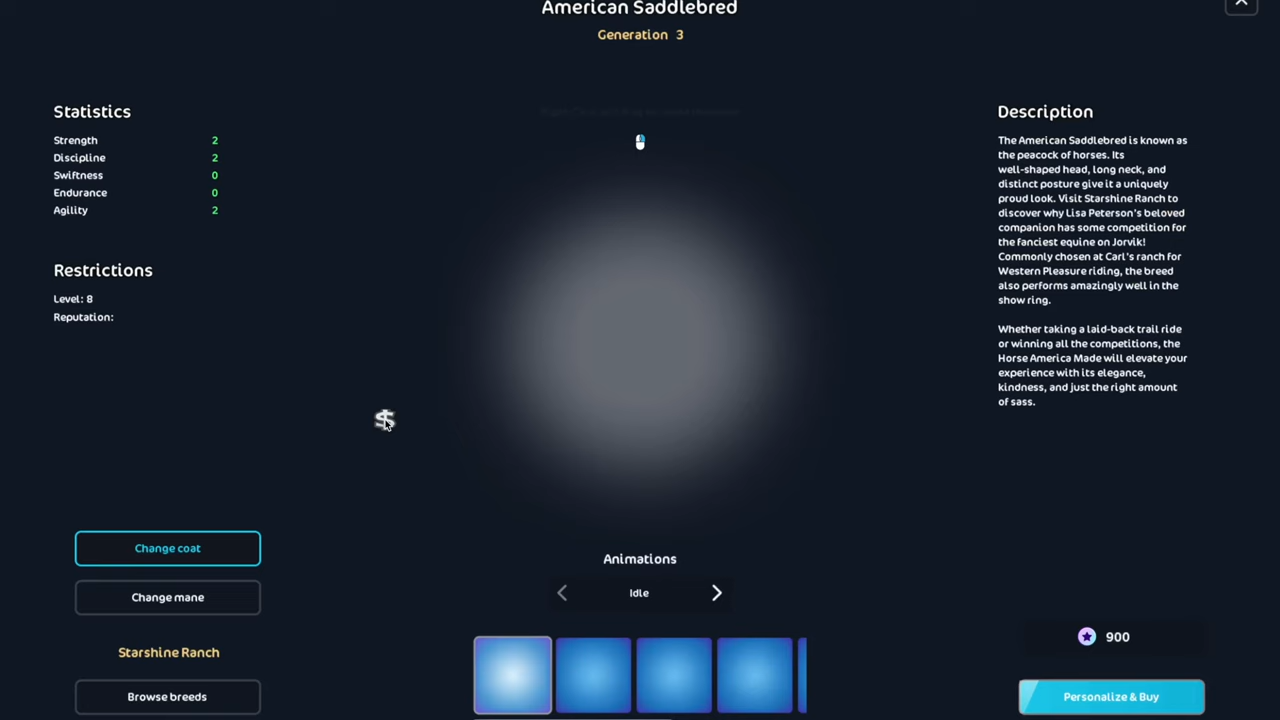 American Saddlebred
Generation 3
Statistics
Strength 2
Discipline 2
Swiftness 0
Endurance 0
Agility 2
Restrictions
Level: 8
Reputation:
$
Change coat
Change mane
Starshine Ranch
Browse breeds
Animations
Idle
Description
The American Saddlebred is known as
the peacock of horses. Its
well-shaped head, long neck, and
distinct posture give it a uniquely
proud look. Visit Starshine Ranch to
discover why Lisa Peterson's beloved
companion has some competition for
the fanciest equine on Jorvik!
Commonly chosen at Carl's ranch for
Western Pleasure riding, the breed
also performs amazingly well in the
show ring.
Whether taking a laid-back trail ride
or winning all the competitions, the
Horse America Made will elevate your
experience with its elegance,
kindness, and just the right amount
of sass.
900
Personalize & Buy